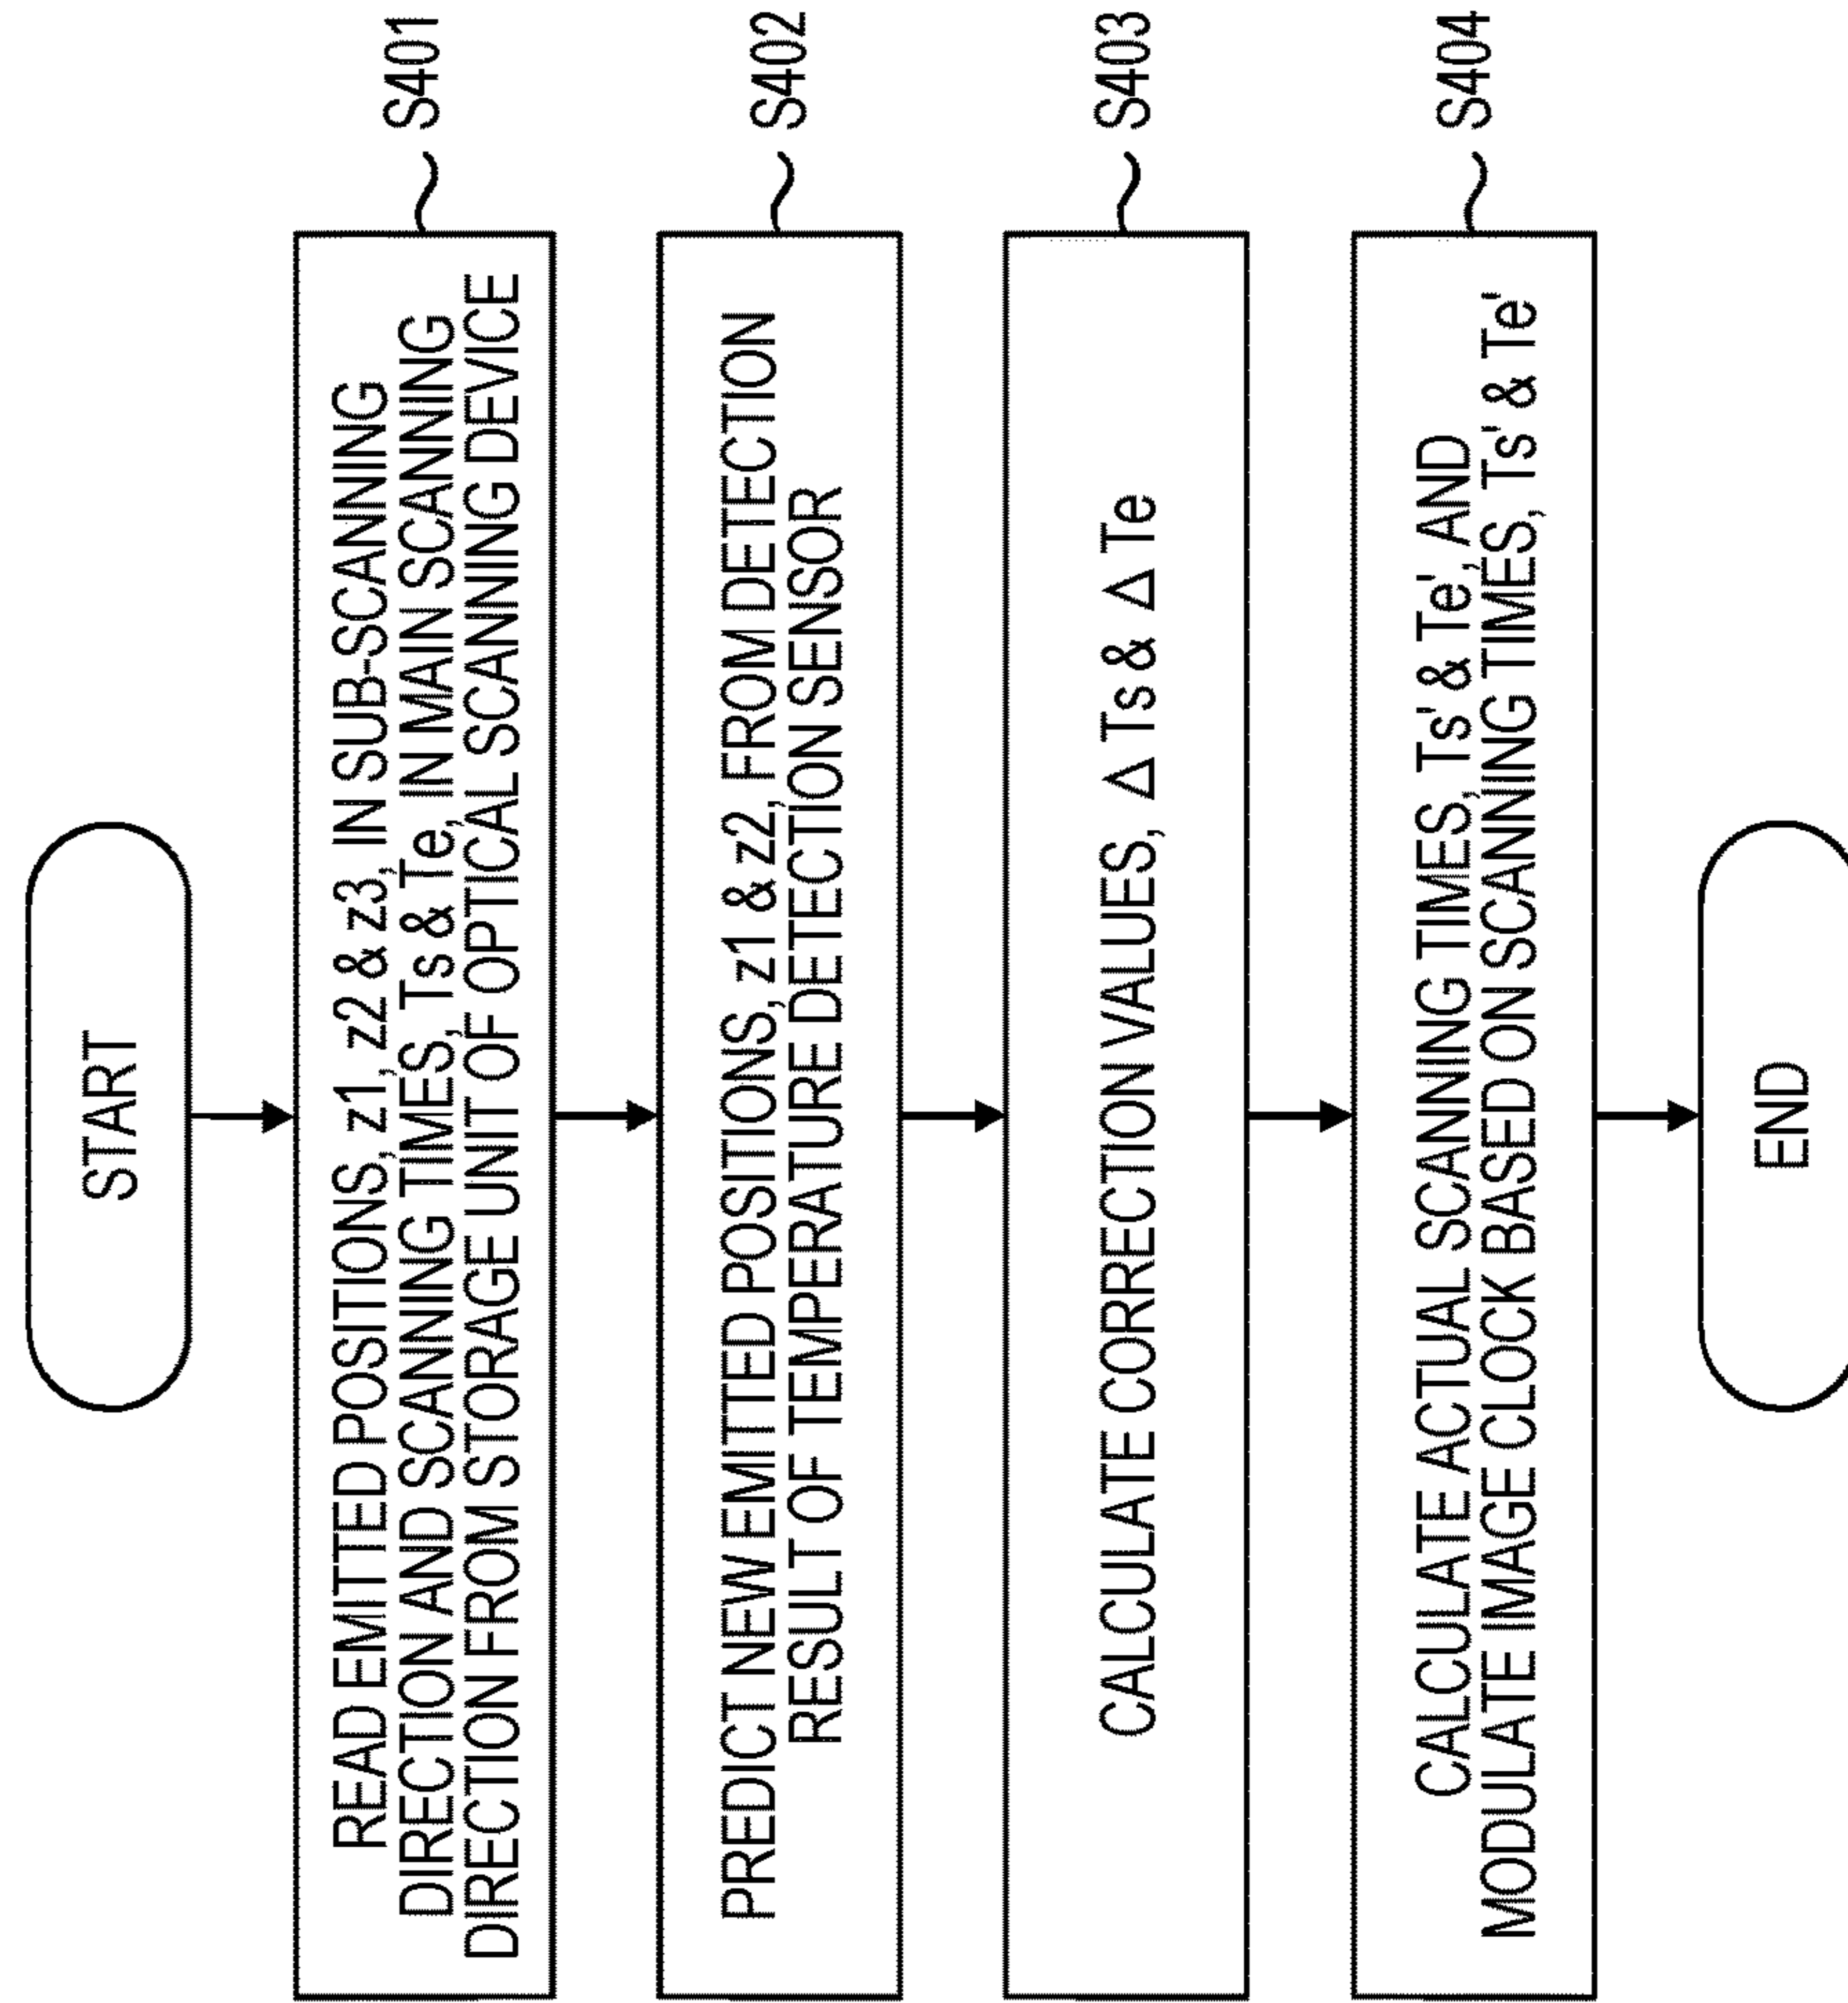 START
READ EMITTED POSITIONS, z1, z2 & z3, IN SUB-SCANNING
DIRECTION AND SCANNING TIMES, Ts & Te, IN MAIN SCANNING
DIRECTION FROM STORAGE UNIT OF OPTICAL SCANNING DEVICE
S401
PREDICT NEW EMITTED POSITIONS, z1 & z2, FROM DETECTION
RESULT OF TEMPERATURE DETECTION SENSOR
S402
CALCULATE CORRECTION VALUES, Δ Ts & Δ Te
S403
CALCULATE ACTUAL SCANNING TIMES, Ts' & Te', AND
MODULATE IMAGE CLOCK BASED ON SCANNING TIMES, Ts' & Te'
S404
END